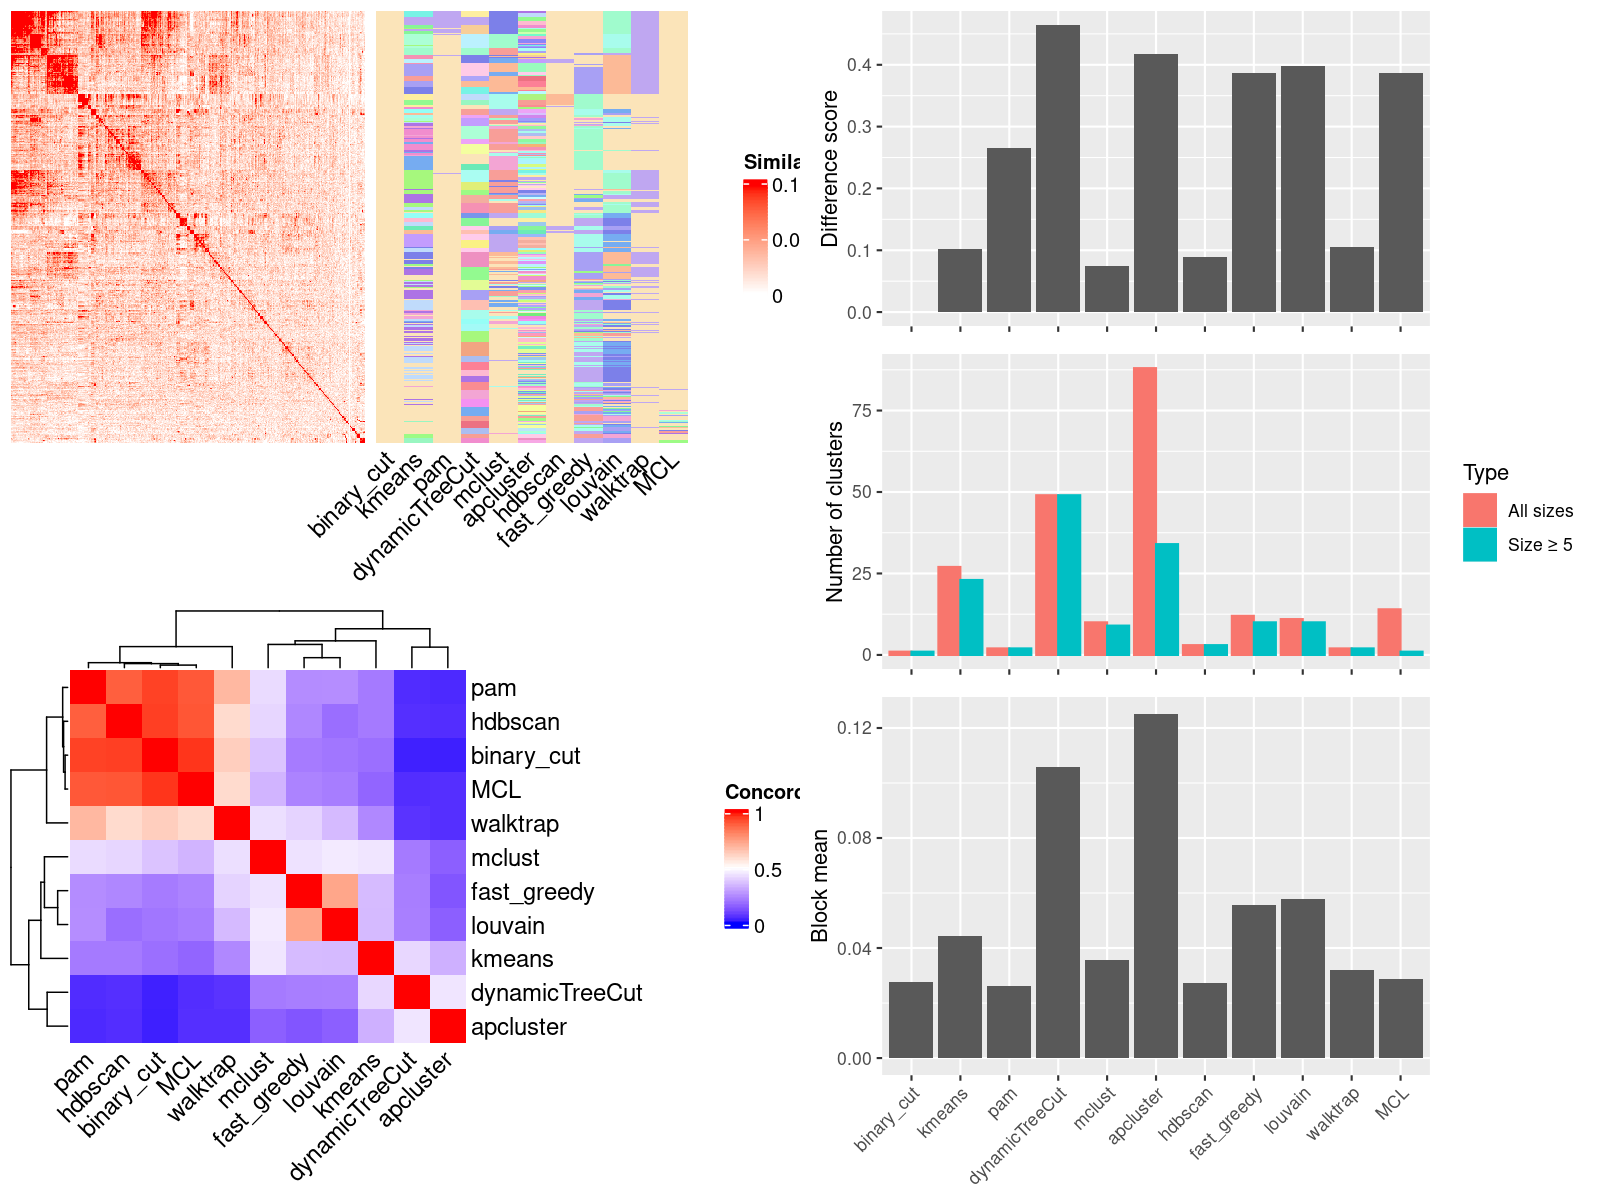 Simila
0.1
0.0
0
binary_cut
kmeans
pam
dynamicTreeCut
mclust
apcluster
hdbscan
fast_greedy
louvain
walktrap
MCL
pam
hdbscan
binary_cut
MCL
walktrap
mclust
fast_greedy
louvain
kmeans
dynamicTreeCut
apcluster
pam
hdbscan
binary_cut
MCL
walktrap
mclust
fast_greedy
louvain
kmeans
dynamicTreeCut
apcluster
Concord
1
0.5
0
Difference score
0.4
0.3
0.2
0.1
0.0
Number of clusters
75
50
25
0
Type
All sizes
Size ≥ 5
Block mean
0.12
0.08
0.04
0.00
binary_cut
kmeans
pam
dynamicTreeCut
mclust
apcluster
hdbscan
fast_greedy
louvain
walktrap
MCL